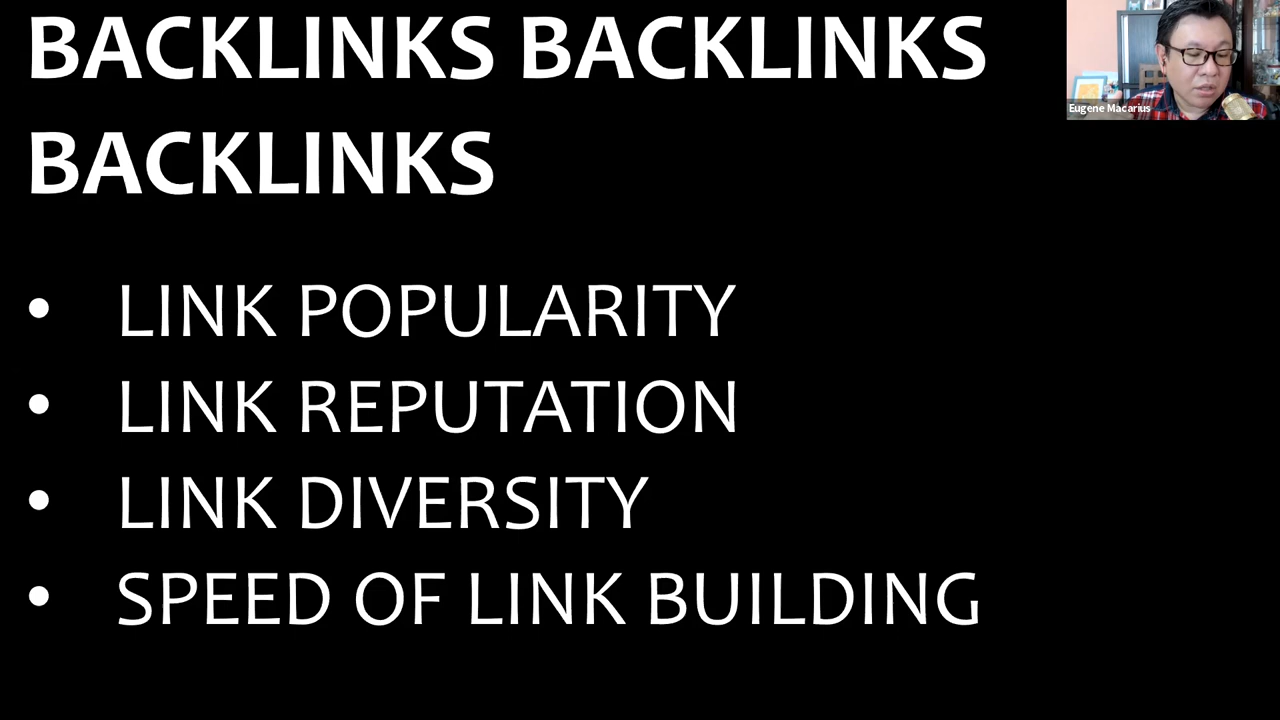 BACKLINKS BACKLINKS
BACKLINKS
• LINK POPULARITY
• LINK REPUTATION
• LINK DIVERSITY
• SPEED OF LINK BUILDING
Eugene Macarius